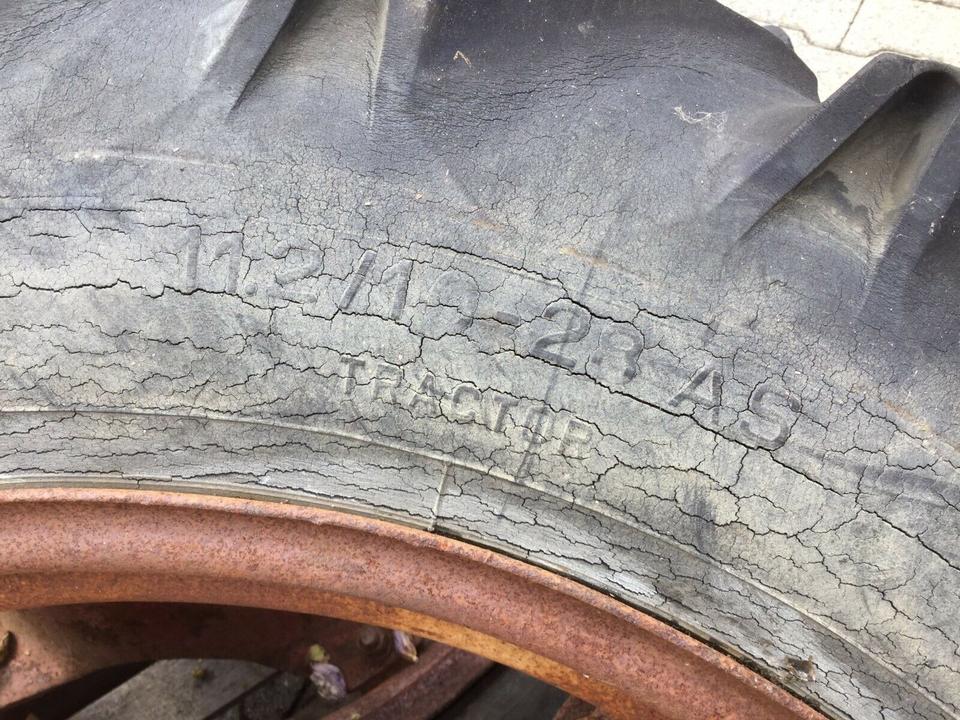 11.2/10-28 AS
TRACTOR